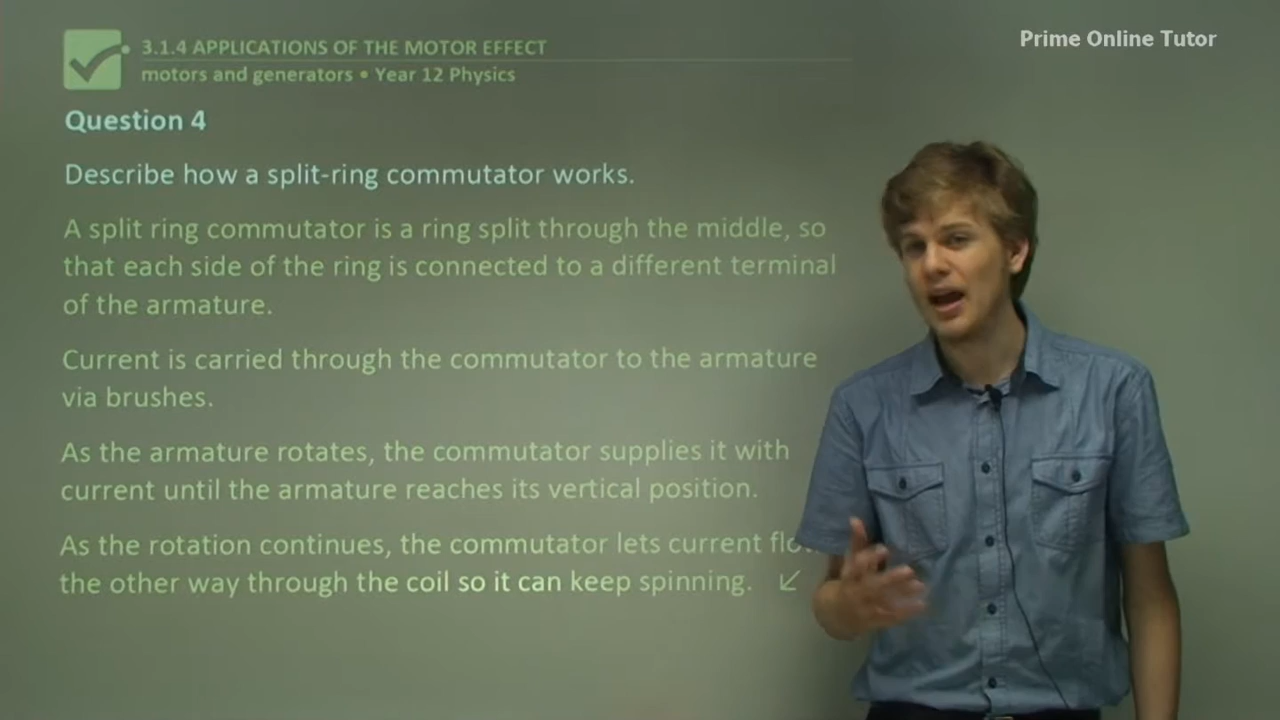 Prime Online Tutor
3.1.4 APPLICATIONS OF THE MOTOR EFFECT
motors and generators • Year 12 Physics
Question 4
Describe how a split-ring commutator works.
A split ring commutator is a ring split through the middle, so
that each side of the ring is connected to a different terminal
of the armature.
Current is carried through the commutator to the armature
via brushes.
As the armature rotates, the commutator supplies it with
current until the armature reaches its vertical position.
As the rotation continues, the commutator lets current flo
the other way through the coil so it can keep spinning.